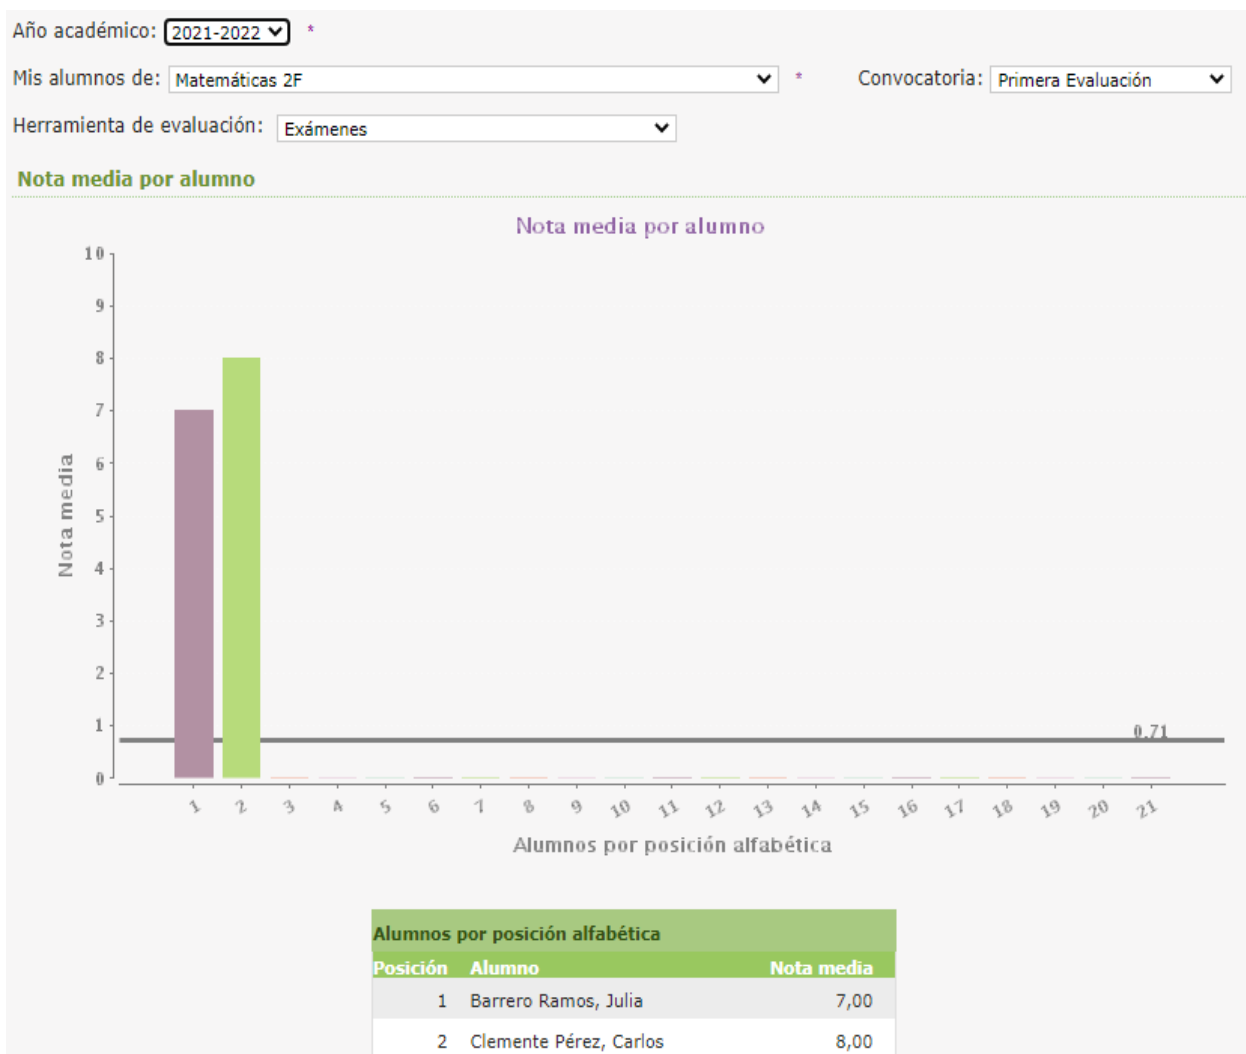 Año académico: 2021-2022 *
Mis alumnos de: Matemáticas 2F * Convocatoria: Primera Evaluación
Herramienta de evaluación: Exámenes
Nota media por alumno
Nota media por alumno
10
9
8
7
6
5
4
3
2
1
0
Nota media
0.71
1 2 3 4 5 6 7 8 9 10 11 12 13 14 15 16 17 18 19 20 21
Alumnos por posición alfabética
Alumnos por posición alfabética
Posición Alumno Nota media
1 Barrero Ramos, Julia 7,00
2 Clemente Pérez, Carlos 8,00